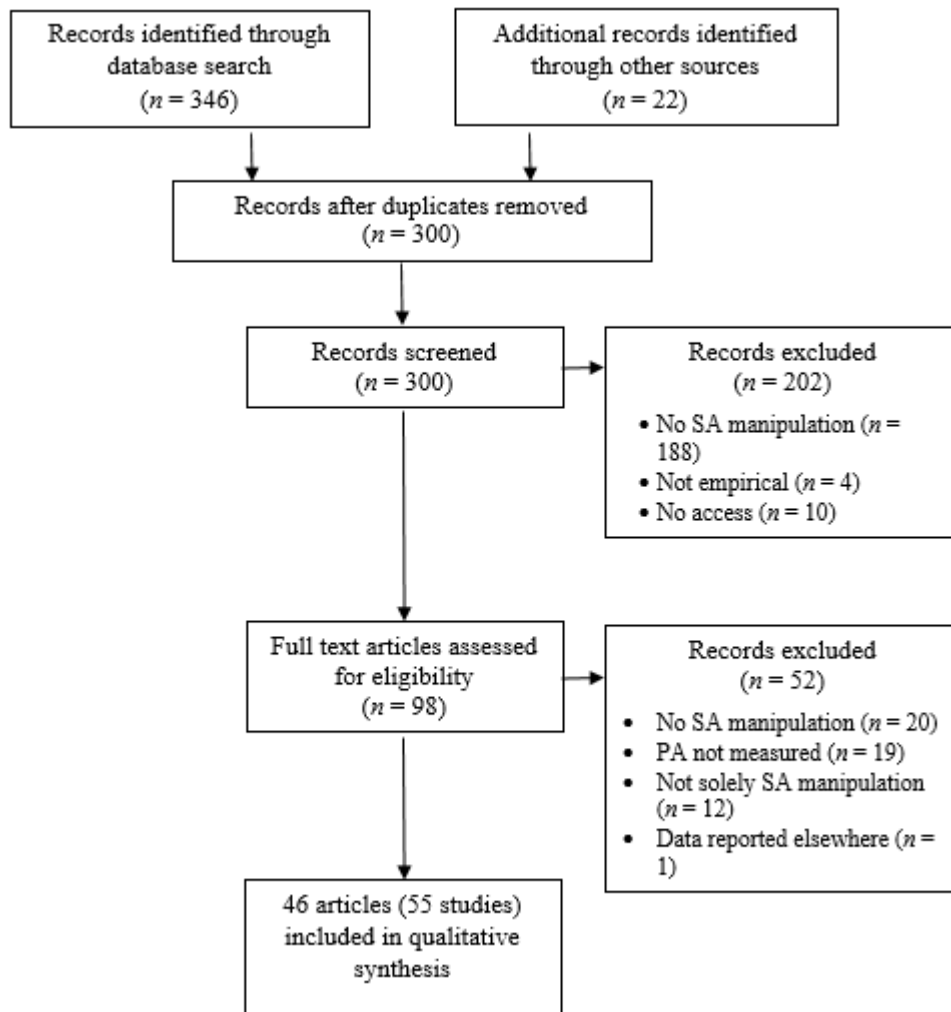 Records identified through
database search
(n = 346)
Additional records identified
through other sources
(n = 22)
Records after duplicates removed
(n = 300)
Records screened
(n = 300)
Records excluded
(n = 202)
• No SA manipulation (n =
188)
• Not empirical (n = 4)
• No access (n = 10)
Full text articles assessed
for eligibility
(n = 98)
Records excluded
(n = 52)
• No SA manipulation (n = 20)
• PA not measured (n = 19)
• Not solely SA manipulation
(n = 12)
• Data reported elsewhere (n =
1)
46 articles (55 studies)
included in qualitative
synthesis